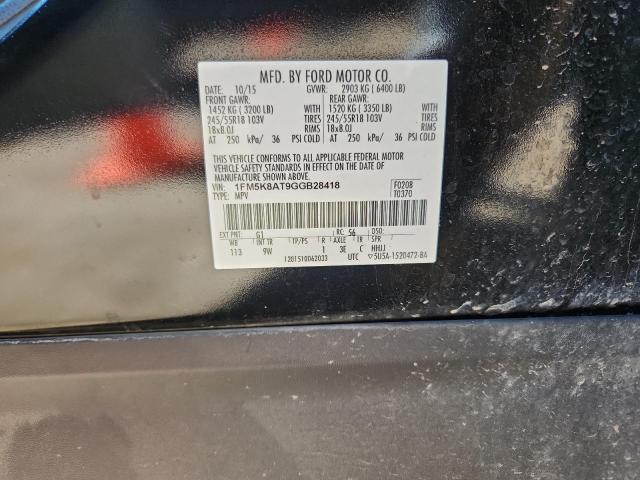 MFD. BY FORD MOTOR CO.
DATE: 10/15 GVWR: 2903 KG ( 6400 LB)
FRONT GAWR: REAR GAWR:
1452 KG ( 3200 LB) WITH 1520 KG ( 3350 LB) WITH
245/55R18 103V TIRES 245/55R18 103V TIRES
18x8.0J RIMS 18x8.0J RIMS
AT 250 kPa/ 36 PSI COLD AT 250 kPa/ 36 PSI COLD
THIS VEHICLE CONFORMS TO ALL APPLICABLE FEDERAL MOTOR
VEHICLE SAFETY STANDARDS IN EFFECT ON THE DATE OF
MANUFACTURE SHOWN ABOVE.
VIN: 1FM5K8AT9GGB28418 F0208
TYPE: MPV T0370
EXT PNT: G1 RC: 56 DSO:
WB INT TR TP/PS R AXLE TR SPR
113 9W 1 3E C HHJJ
1201510062033 UTC ▽5U5A-1520472-BA